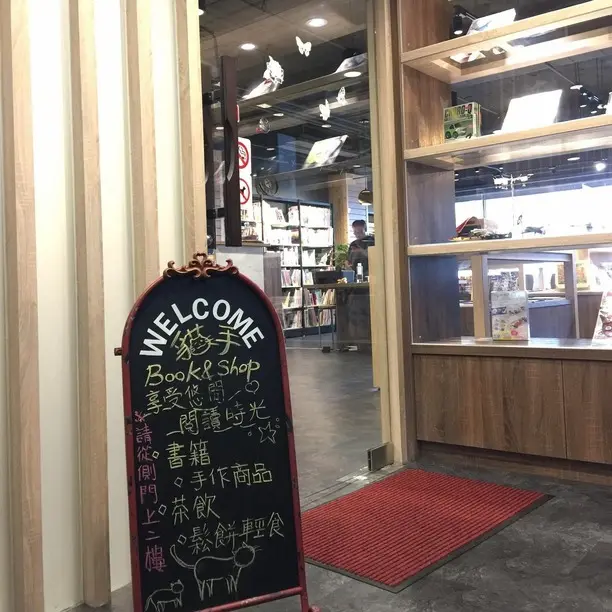 WELCOME
貓手
Book & Shop
享受悠閒
閱讀時光
書籍
手作商品
茶飲
鬆餅輕食
※請從側門上二樓